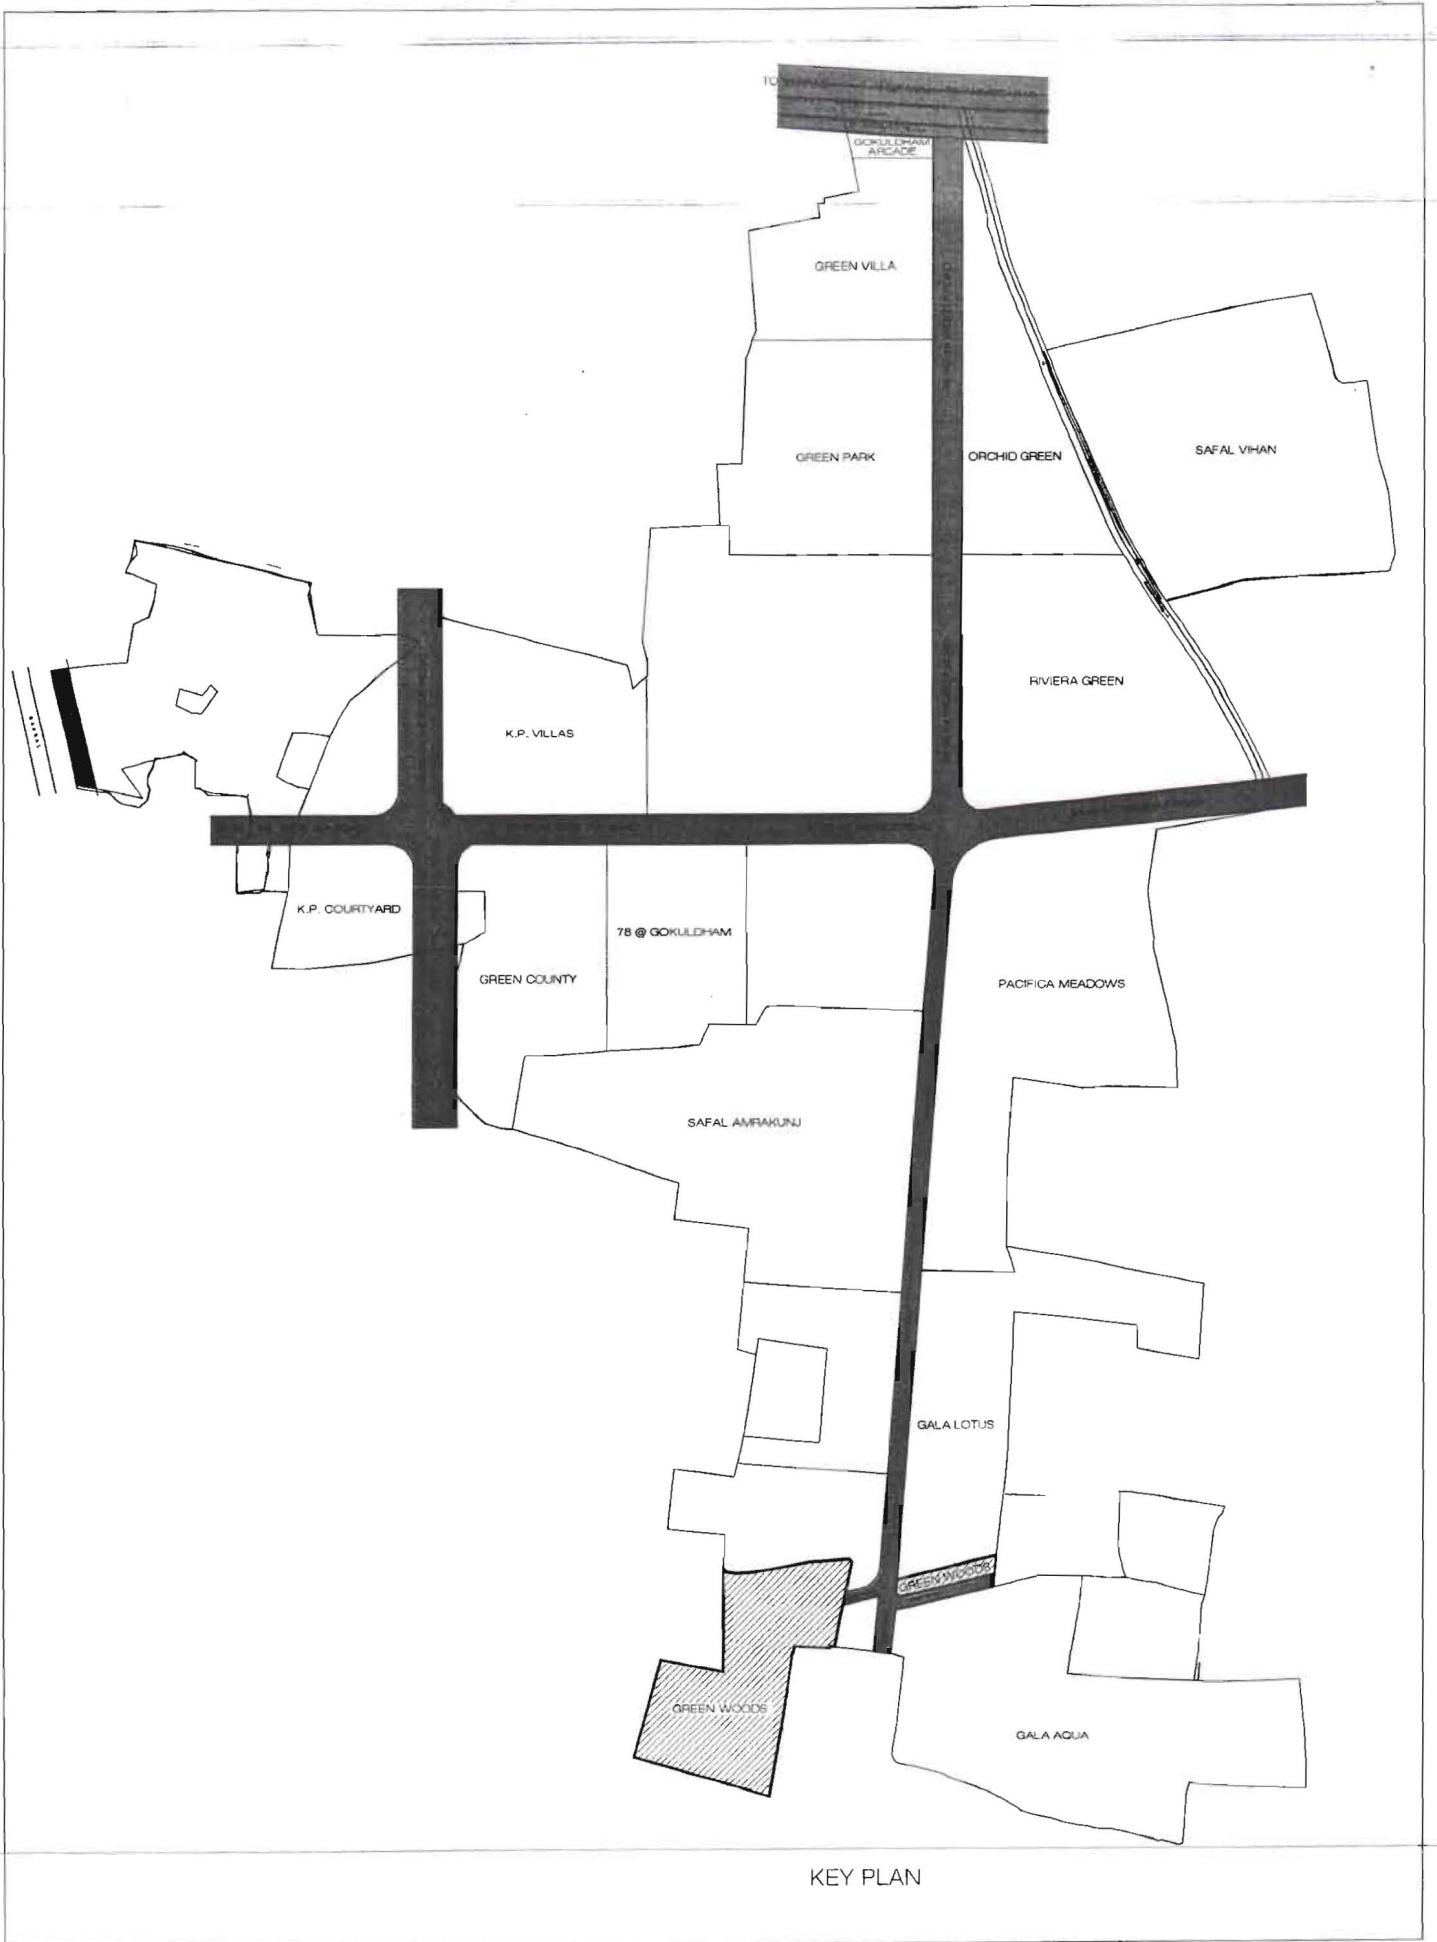 GOKULDHAM
ARCADE
GREEN VILLA
GREEN PARK
ORCHID GREEN
SAFAL VIHAN
RIVIERA GREEN
K.P. VILLAS
K.P. COURTYARD
78 @ GOKULDHAM
GREEN COUNTY
PACIFICA MEADOWS
SAFAL AMRAKUNJ
GALA LOTUS
GREEN WOODS
GREEN WOODS
GALA AQUA
KEY PLAN